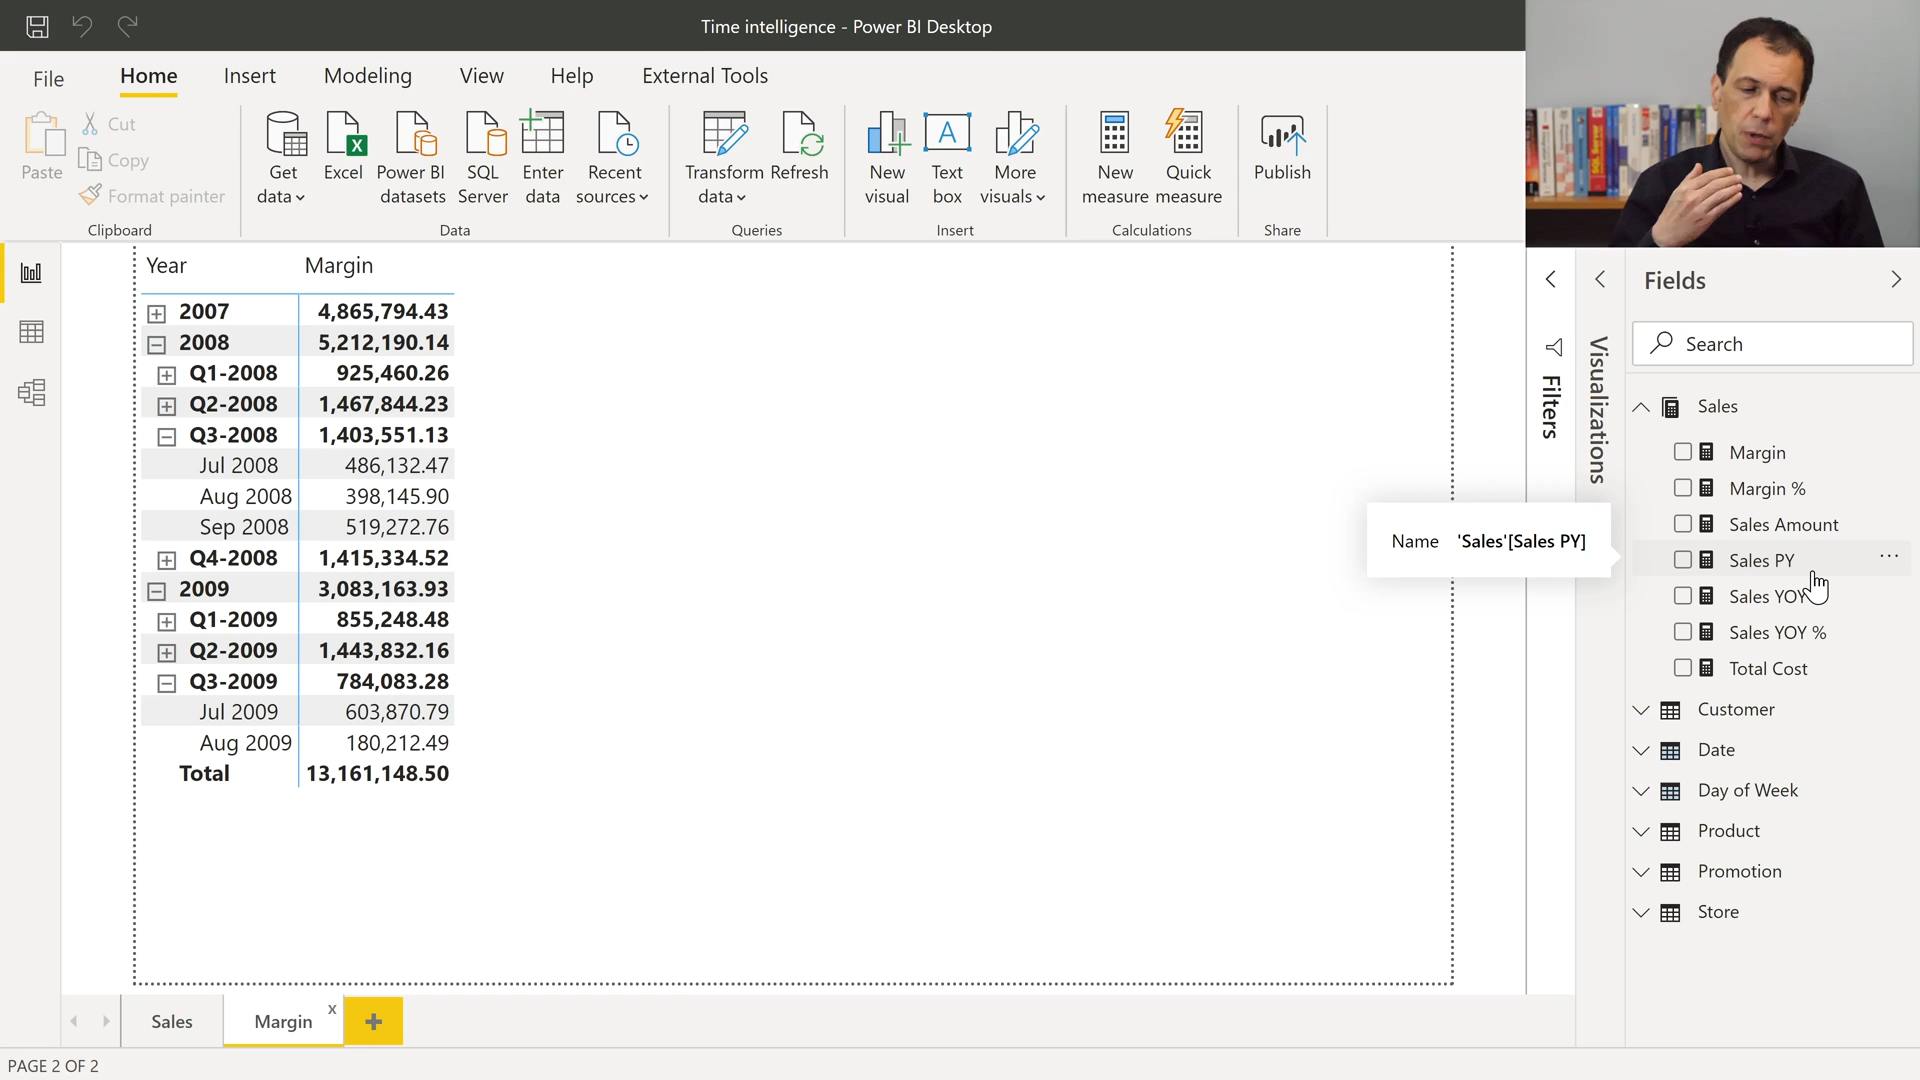 Time intelligence - Power BI Desktop
File Home Insert Modeling View Help External Tools
Paste
Cut
Copy
Format painter
Clipboard
Get data
Excel
Power BI datasets
SQL Server
Enter data
Recent sources
Data
Transform data
Refresh
Queries
New visual
Text box
More visuals
Insert
New measure
Quick measure
Calculations
Publish
Share
Year Margin
2007 4,865,794.43
2008 5,212,190.14
Q1-2008 925,460.26
Q2-2008 1,467,844.23
Q3-2008 1,403,551.13
Jul 2008 486,132.47
Aug 2008 398,145.90
Sep 2008 519,272.76
Q4-2008 1,415,334.52
2009 3,083,163.93
Q1-2009 855,248.48
Q2-2009 1,443,832.16
Q3-2009 784,083.28
Jul 2009 603,870.79
Aug 2009 180,212.49
Total 13,161,148.50
Name 'Sales'[Sales PY]
Filters
Visualizations
Fields
Search
Sales
Margin
Margin %
Sales Amount
Sales PY
Sales YOY
Sales YOY %
Total Cost
Customer
Date
Day of Week
Product
Promotion
Store
Sales Margin x
PAGE 2 OF 2